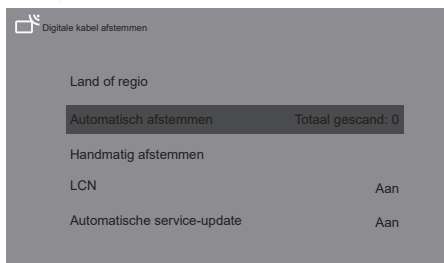 Digitale kabel afstemmen
Land of regio
Automatisch afstemmen Totaal gescand: 0
Handmatig afstemmen
LCN Aan
Automatische service-update Aan